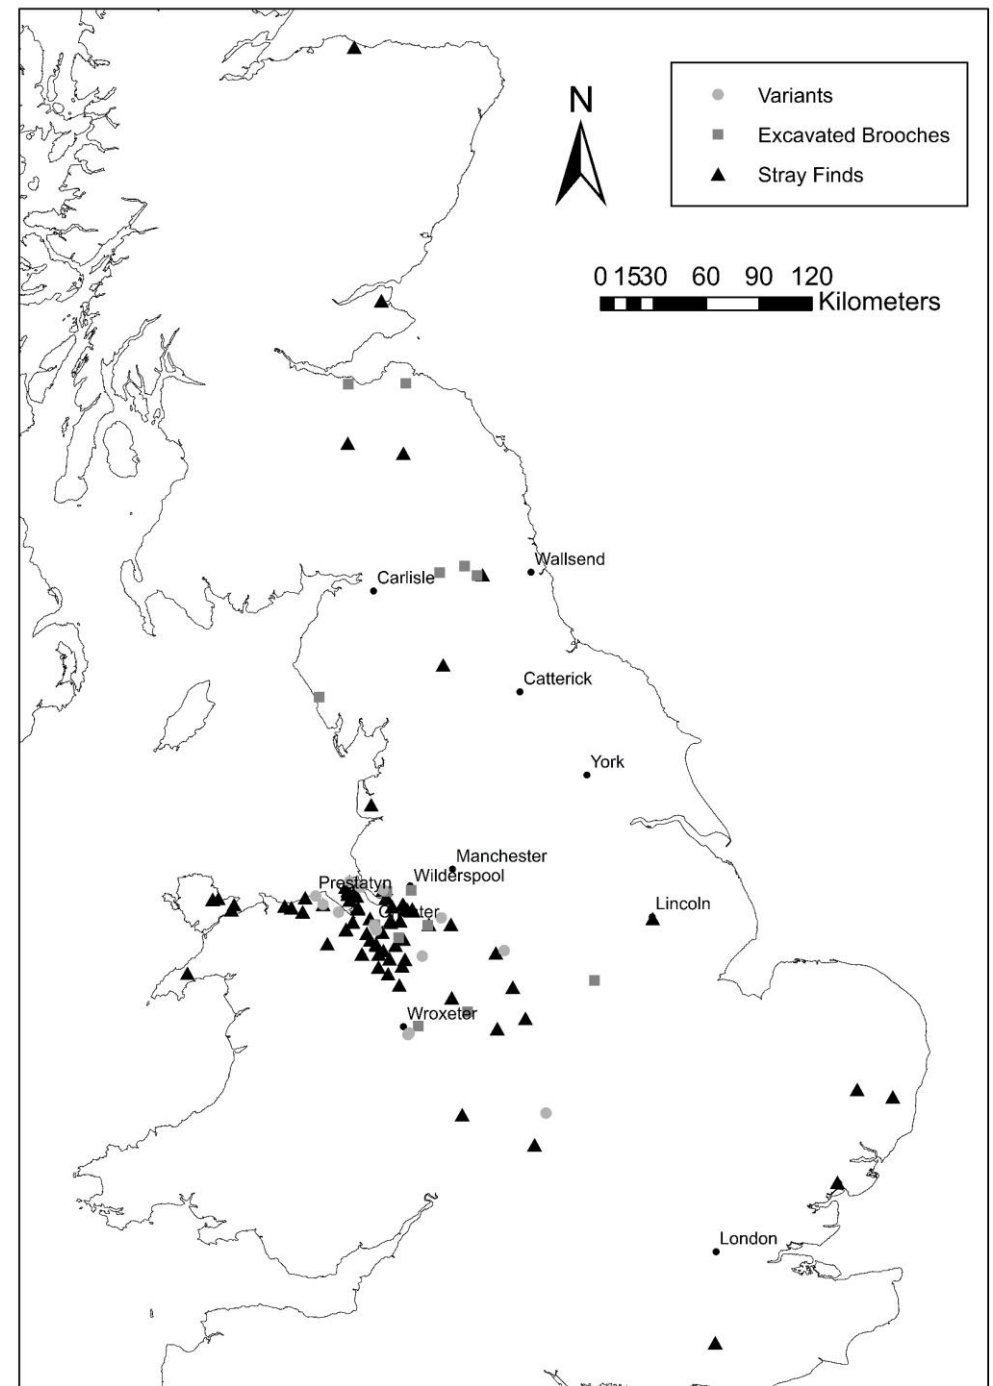 N
Variants
Excavated Brooches
Stray Finds
0 15 30 60 90 120
Kilometers
Wallsend
Carlisle
Catterick
York
Manchester
Wilderspool
Prestatyn
Lincoln
Wroxeter
London